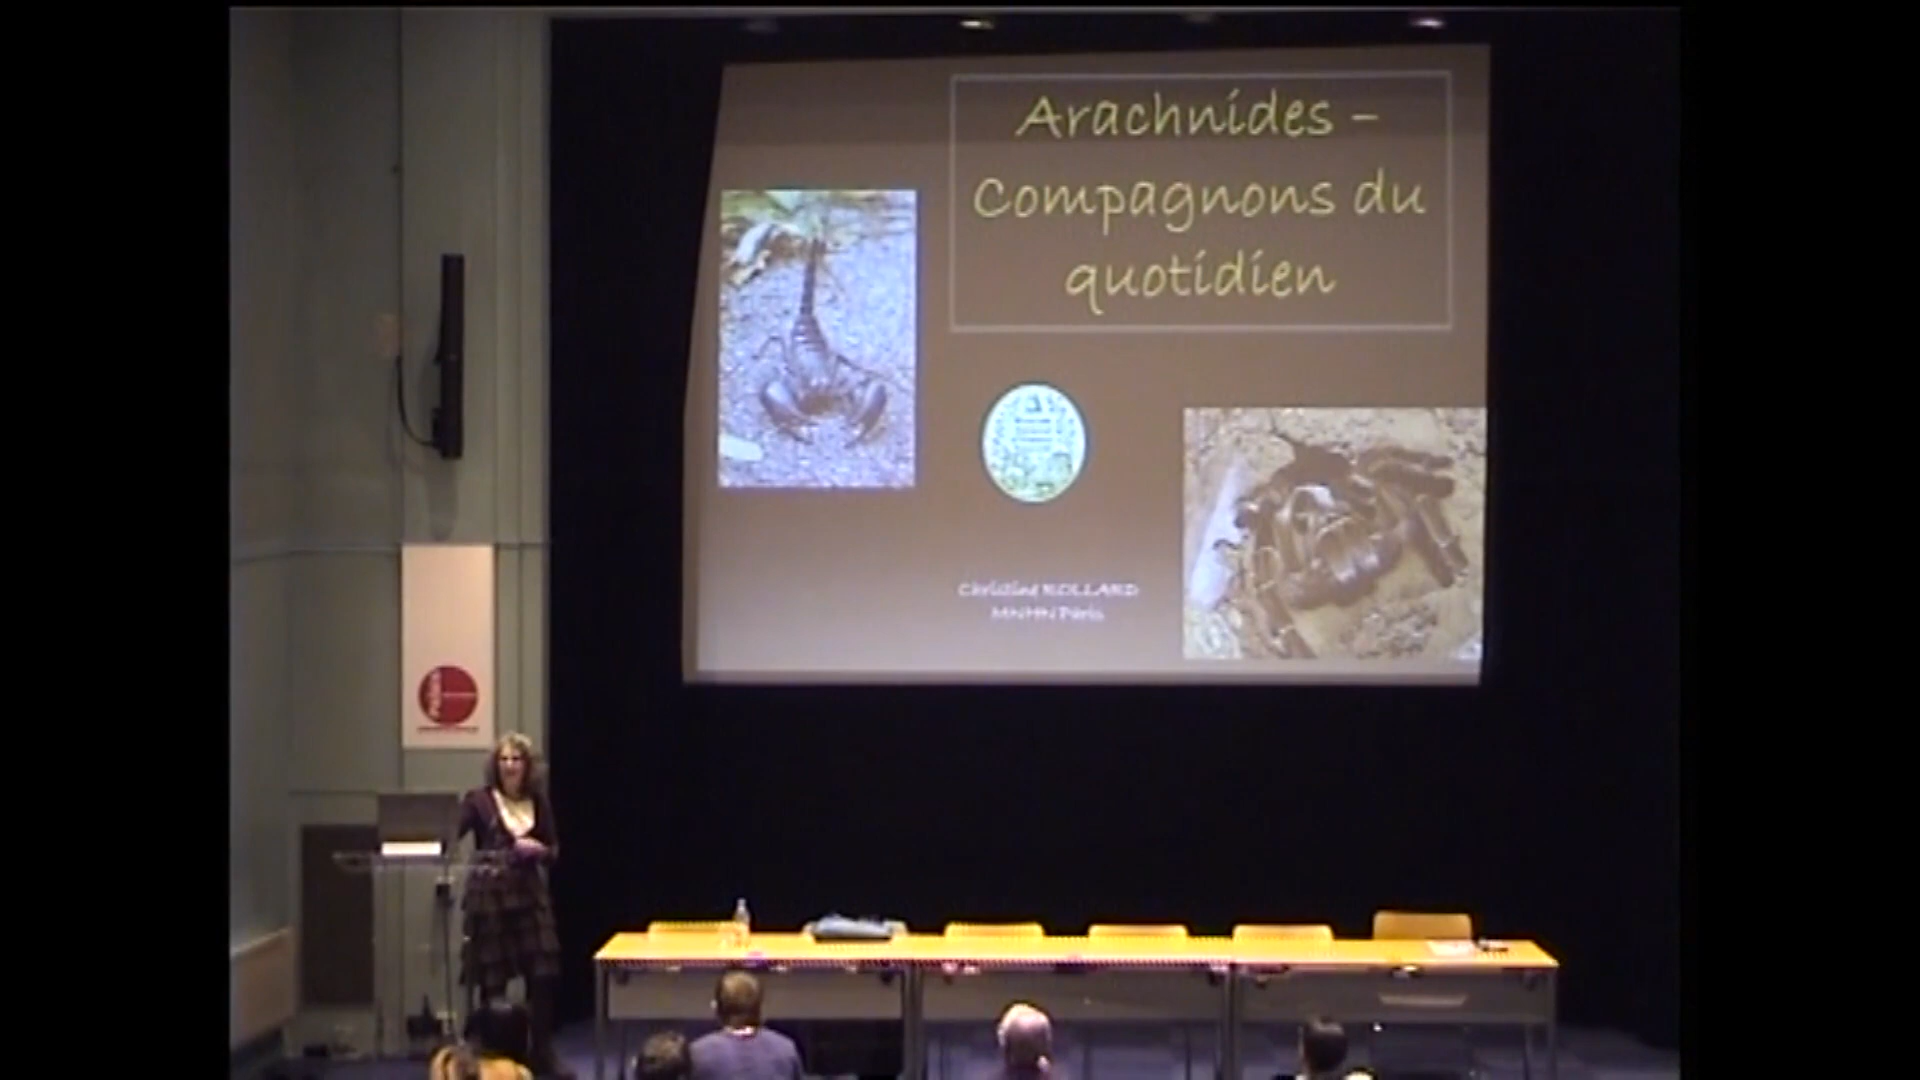 Arachnides –
Compagnons du
quotidien
Christine ROLLARD
MNHN Paris